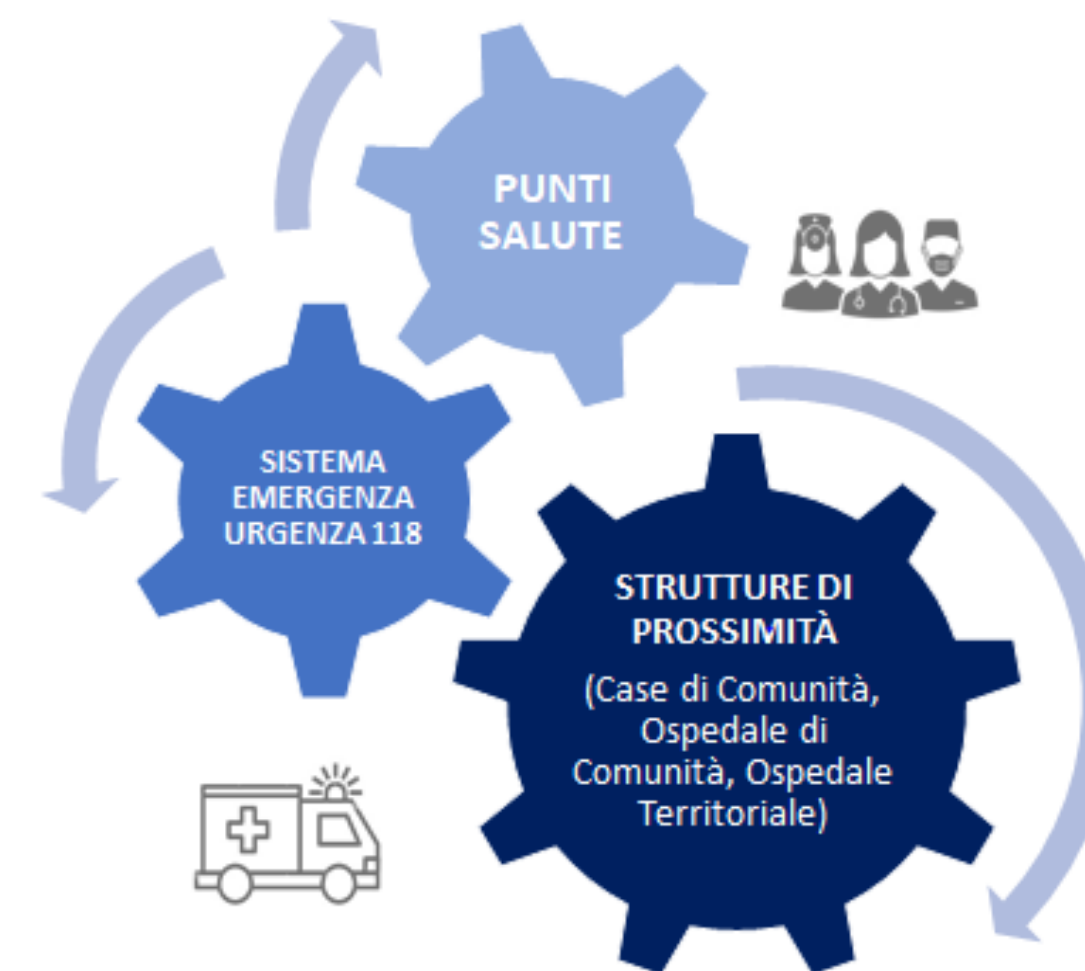 PUNTI
SALUTE
SISTEMA
EMERGENZA
URGENZA 118
STRUTTURE DI
PROSSIMITÀ
(Case di Comunità,
Ospedale di
Comunità, Ospedale
Territoriale)